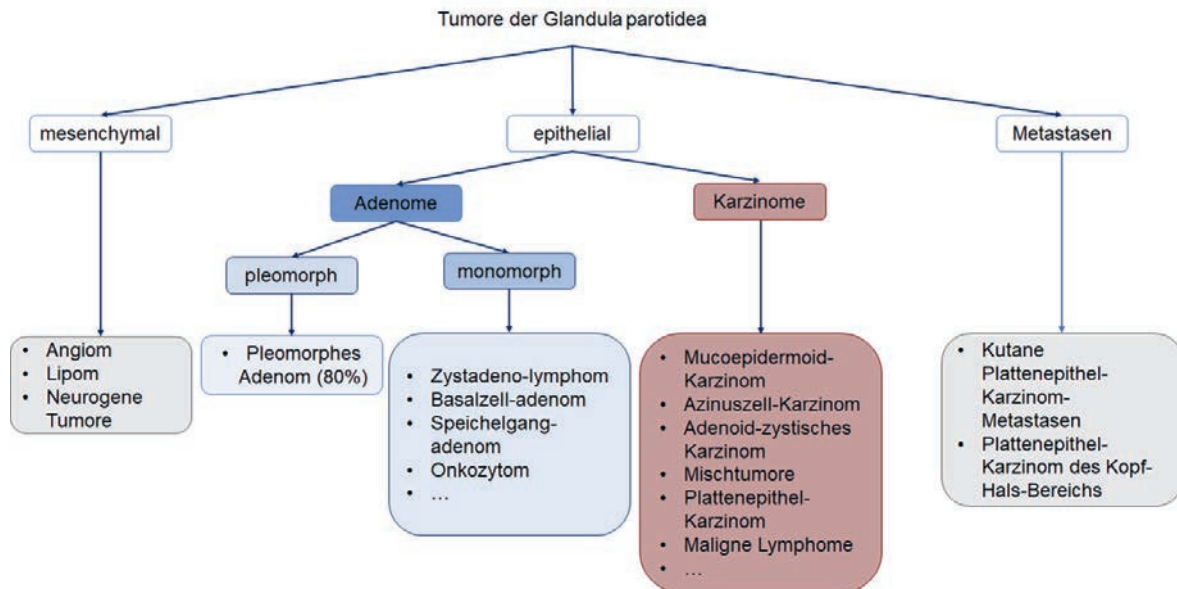 Tumore der Glandula parotidea
mesenchymal
epithelial
Metastasen
Adenome
Karzinome
pleomorph
monomorph
• Angiom
• Lipom
• Neurogene
Tumore
• Pleomorphes
Adenom (80%)
• Zystadeno-lymphom
• Basalzell-adenom
• Speichelgang-
adenom
• Onkozytom
• …
• Mucoepidermoid-
Karzinom
• Azinuszell-Karzinom
• Adenoid-zystisches
Karzinom
• Mischtumore
• Plattenepithel-
Karzinom
• Maligne Lymphome
• …
• Kutane
Plattenepithel-
Karzinom-
Metastasen
• Plattenepithel-
Karzinom des Kopf-
Hals-Bereichs